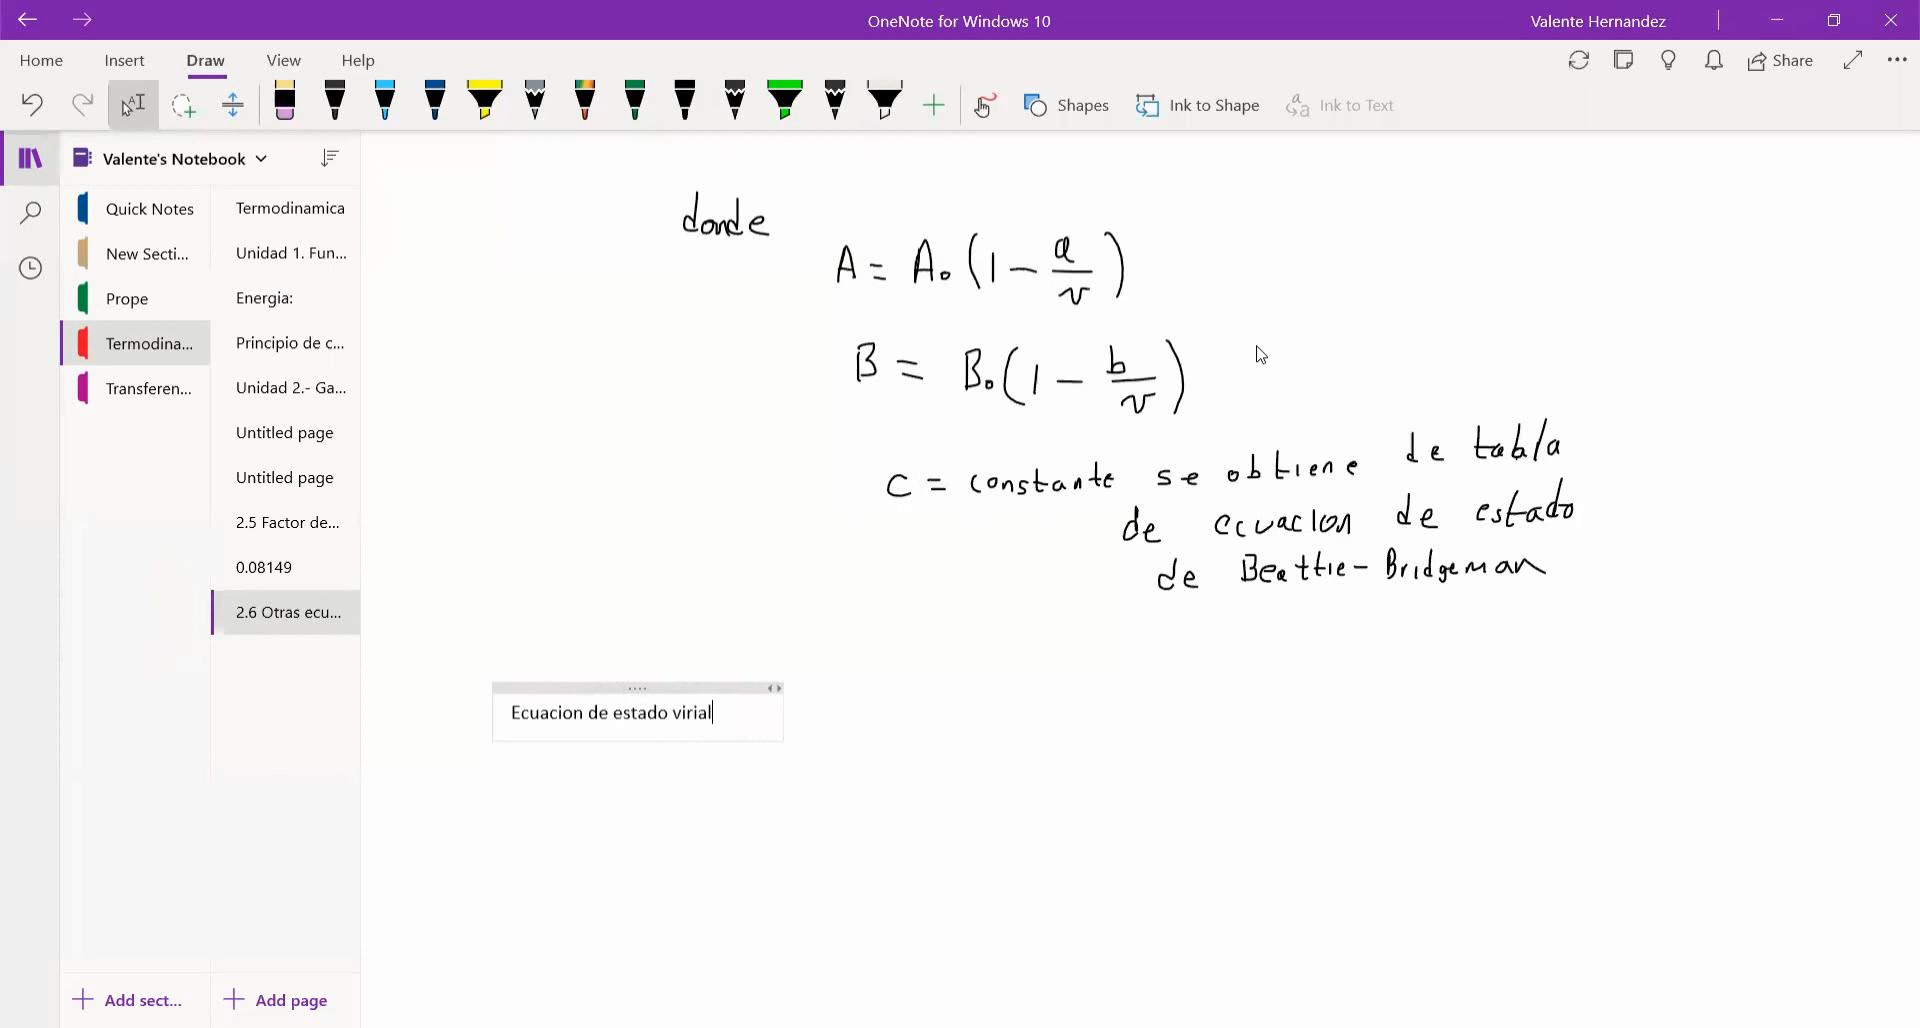 OneNote for Windows 10
Valente Hernandez
Home Insert Draw View Help
Share
Shapes
Ink to Shape
Ink to Text
Valente's Notebook
Quick Notes
New Secti...
Prope
Termodina...
Transferen...
Termodinamica
Unidad 1. Fun...
Energia:
Principio de c...
Unidad 2.- Ga...
Untitled page
Untitled page
2.5 Factor de...
0.08149
2.6 Otras ecu...
Add sect...
Add page
donde
A = A₀ (1 - a/v)
B = B₀ (1 - b/v)
c = constante se obtiene de tabla
de ecuacion de estado
de Beattie-Bridgeman
Ecuacion de estado virial